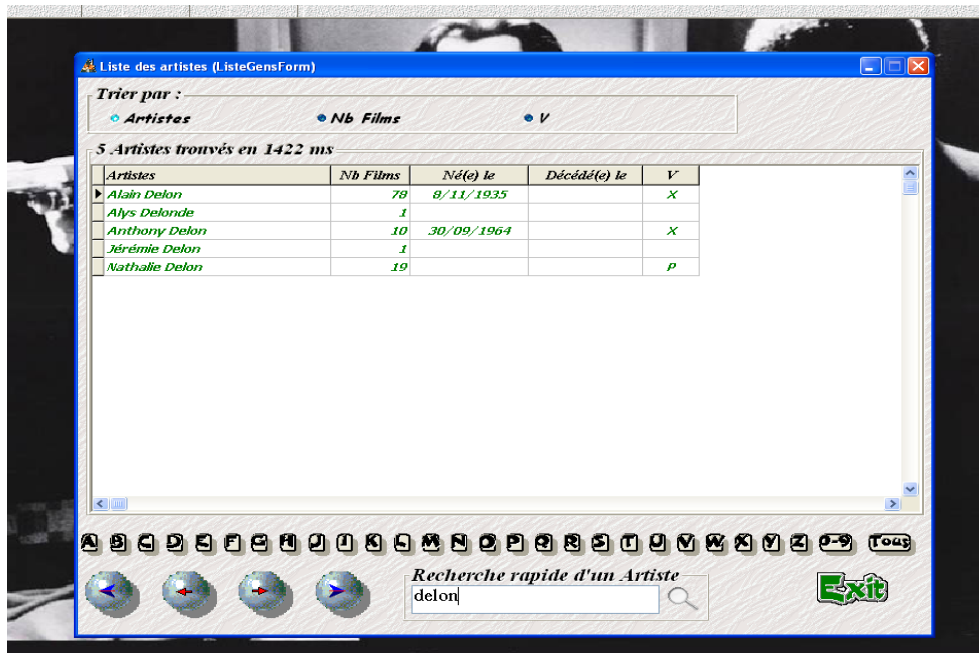 Liste des artistes (ListeGensForm)
Trier par :
Artistes Nb Films V
5 Artistes trouvés en 1422 ms
Artistes Nb Films Né(e) le Décédé(e) le V
Alain Delon 78 8/11/1935 X
Alys Delonde 1
Anthony Delon 10 30/09/1964 X
Jérémie Delon 1
Nathalie Delon 19 P
A B C D E F G H J I K L M N O P Q R S T U V W X Y Z 0-9 Tous
Recherche rapide d'un Artiste
delon
Exit